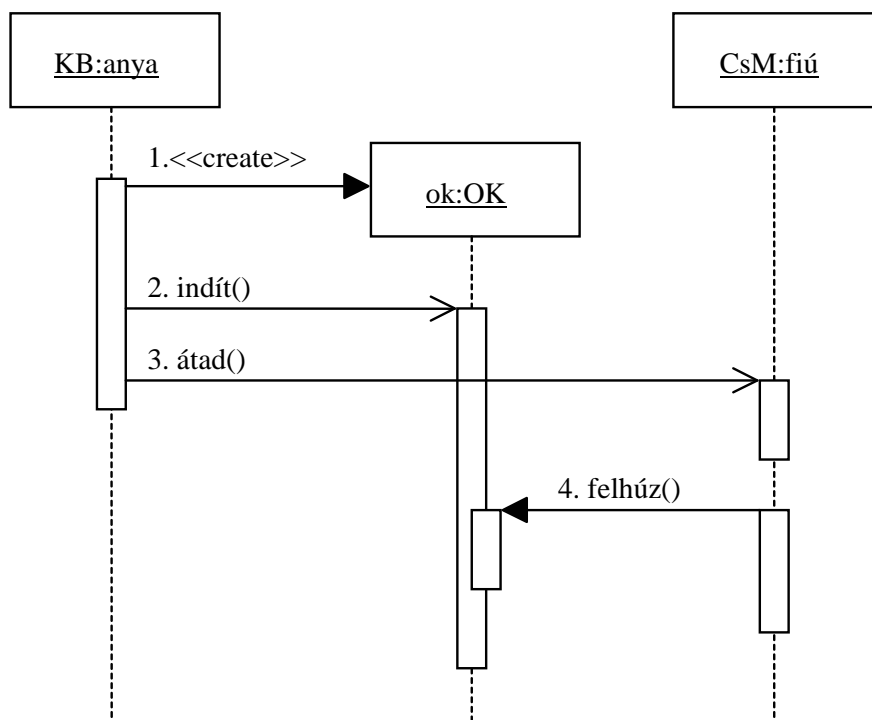 KB:anya
CsM:fiú
1.<<create>>
ok:OK
2. indít()
3. átad()
4. felhúz()